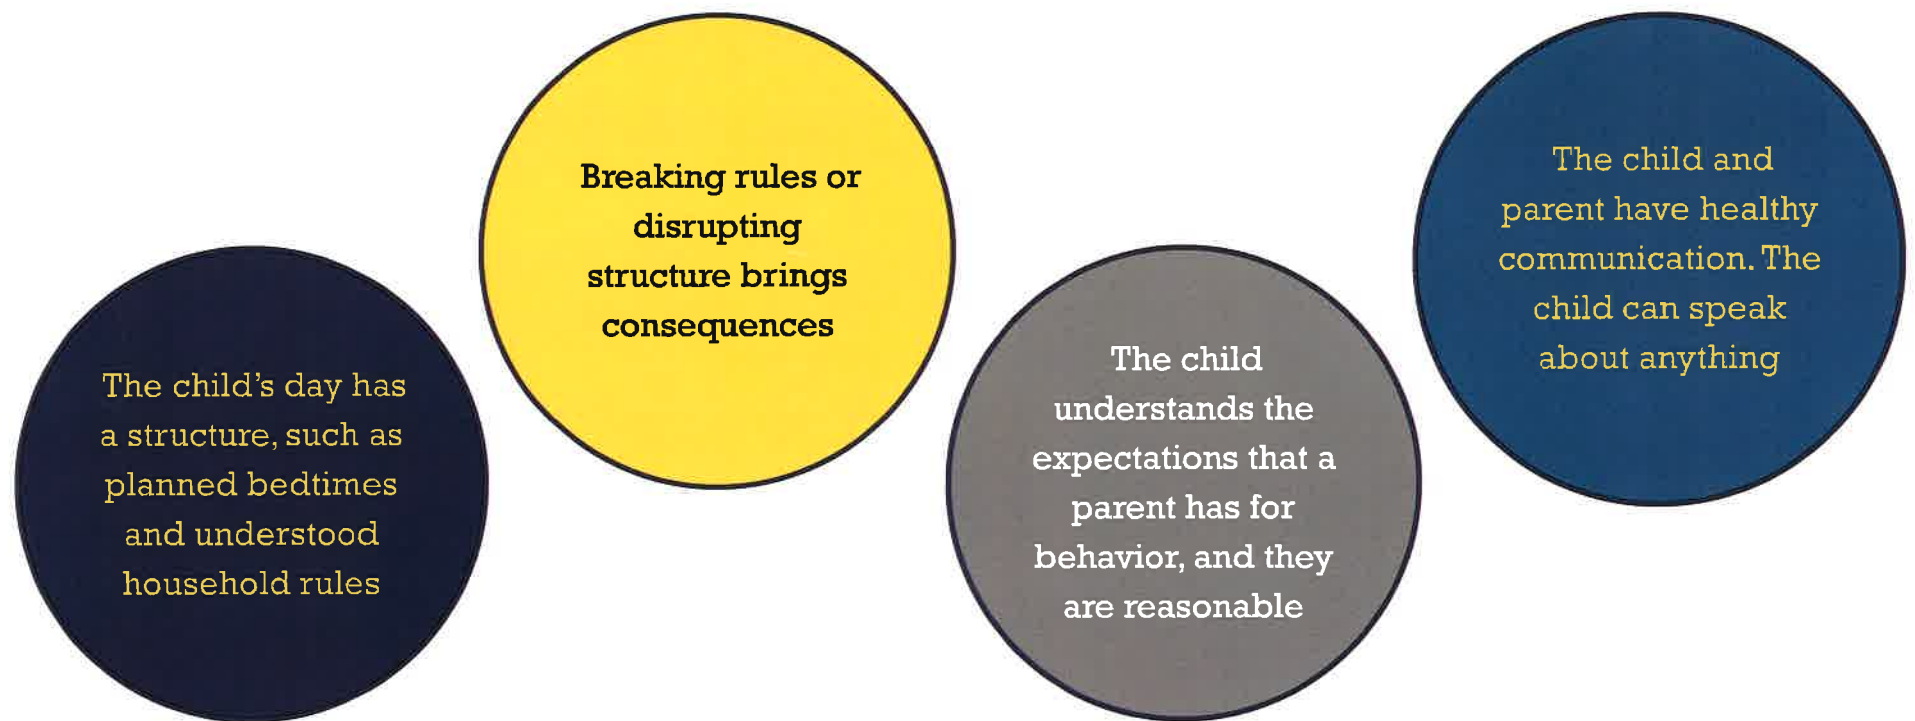 The child's day has
a structure, such as
planned bedtimes
and understood
household rules
Breaking rules or
disrupting
structure brings
consequences
The child
understands the
expectations that a
parent has for
behavior, and they
are reasonable
The child and
parent have healthy
communication. The
child can speak
about anything